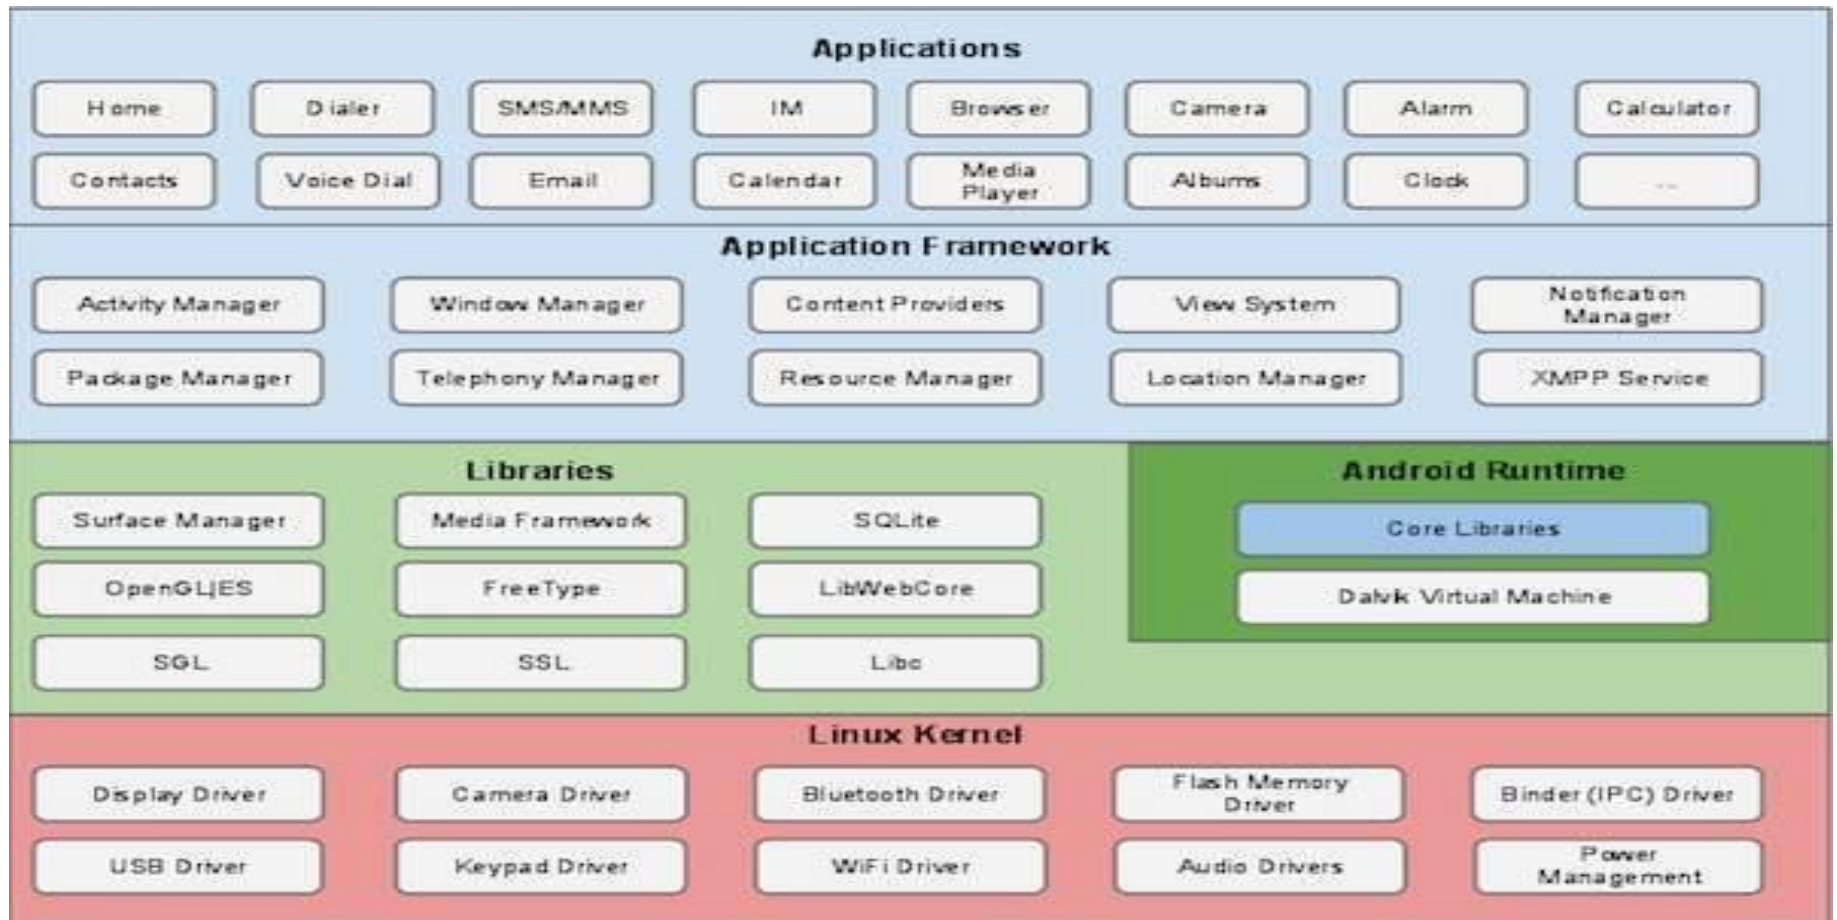 Applications
Home
Dialer
SMS/MMS
IM
Browser
Camera
Alarm
Calculator
Contacts
Voice Dial
Email
Calendar
Media
Player
Albums
Clock
...
Application Framework
Activity Manager
Window Manager
Content Providers
View System
Notification
Manager
Package Manager
Telephony Manager
Resource Manager
Location Manager
XMPP Service
Libraries
Surface Manager
Media Framework
SQLite
OpenGL|ES
FreeType
LibWebCore
SGL
SSL
Libc
Android Runtime
Core Libraries
Dalvik Virtual Machine
Linux Kernel
Display Driver
Camera Driver
Bluetooth Driver
Flash Memory
Driver
Binder (IPC) Driver
USB Driver
Keypad Driver
WiFi Driver
Audio Drivers
Power
Management